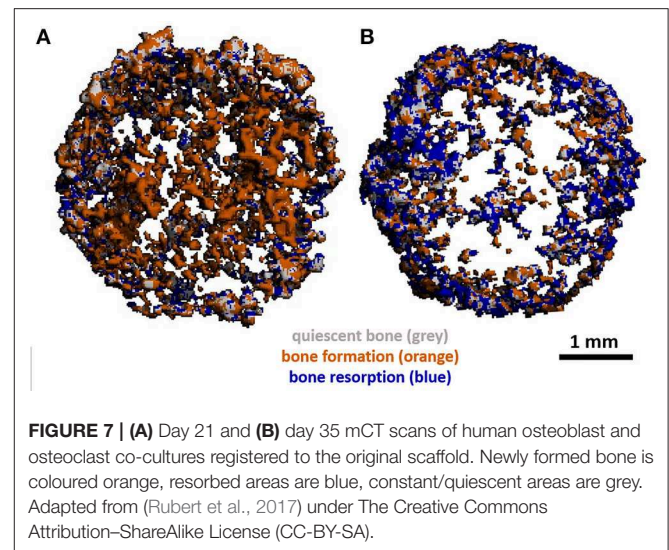 A
B
quiescent bone (grey)
bone formation (orange)
bone resorption (blue)
1 mm
FIGURE 7 | (A) Day 21 and (B) day 35 mCT scans of human osteoblast and
osteoclast co-cultures registered to the original scaffold. Newly formed bone is
coloured orange, resorbed areas are blue, constant/quiescent areas are grey.
Adapted from (Rubert et al., 2017) under The Creative Commons
Attribution–ShareAlike License (CC-BY-SA).